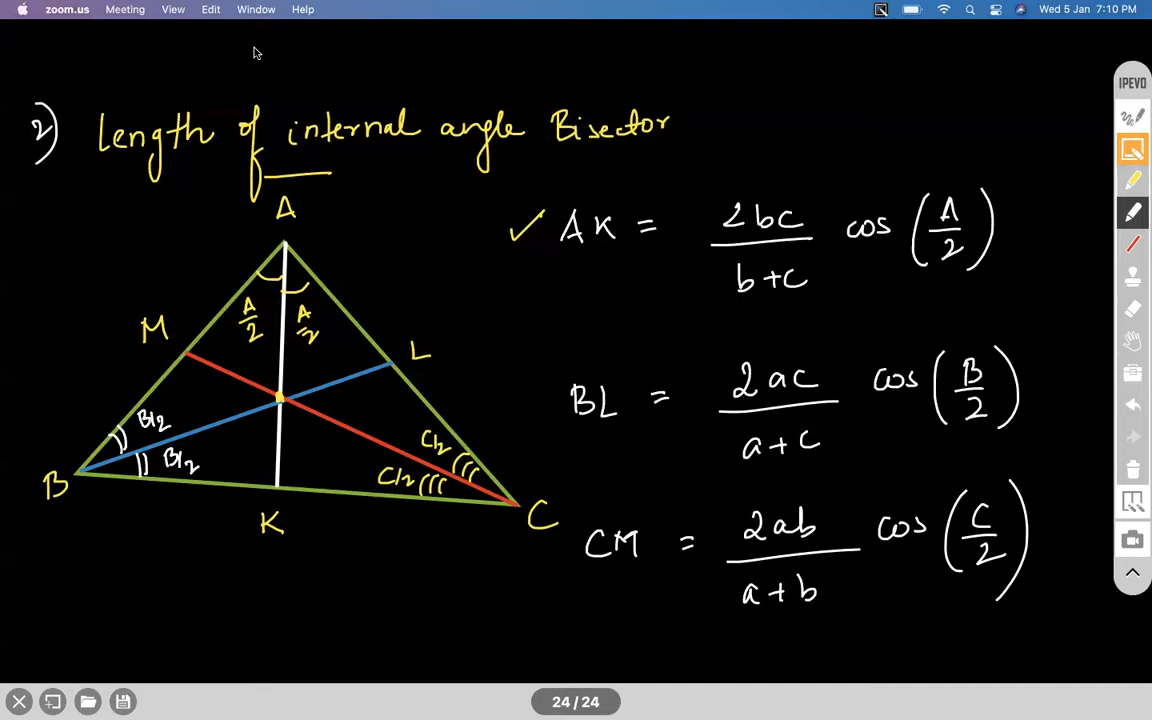 zoom.us Meeting View Edit Window Help Wed 5 Jan 7:10 PM
IPEVO
2) Length of internal angle Bisector
A
AK = 2bc / b+c cos (A/2)
A/2 A/2
M
L
BL = 2ac / a+c cos (B/2)
B/2
B/2
C/2
C/2
B
K
C
CM = 2ab / a+b cos (C/2)
24 / 24